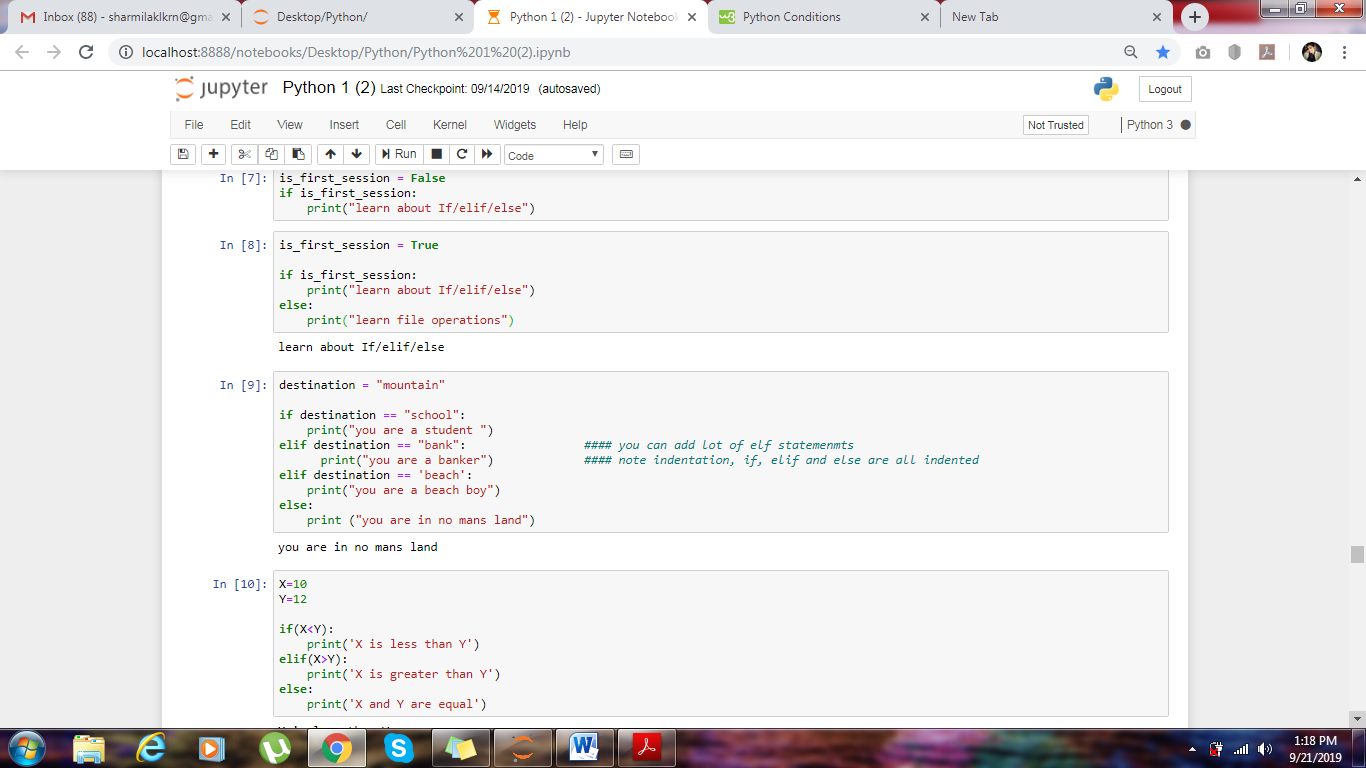 Inbox (88) - sharmilaklkrn@gma
Desktop/Python/
Python 1 (2) - Jupyter Notebook
Python Conditions
New Tab
localhost:8888/notebooks/Desktop/Python/Python%201%20(2).ipynb
jupyter Python 1 (2) Last Checkpoint: 09/14/2019 (autosaved)
Logout
File Edit View Insert Cell Kernel Widgets Help
Not Trusted
Python 3
Run
Code
In [7]: is_first_session = False
if is_first_session:
    print("learn about If/elif/else")
In [8]: is_first_session = True
if is_first_session:
    print("learn about If/elif/else")
else:
    print("learn file operations")
learn about If/elif/else
In [9]: destination = "mountain"
if destination == "school":
    print("you are a student ")
elif destination == "bank": #### you can add lot of elf statemenmts
      print("you are a banker") #### note indentation, if, elif and else are all indented
elif destination == 'beach':
    print("you are a beach boy")
else:
    print ("you are in no mans land")
you are in no mans land
In [10]: X=10
Y=12
if(X<Y):
    print('X is less than Y')
elif(X>Y):
    print('X is greater than Y')
else:
    print('X and Y are equal')
1:18 PM
9/21/2019